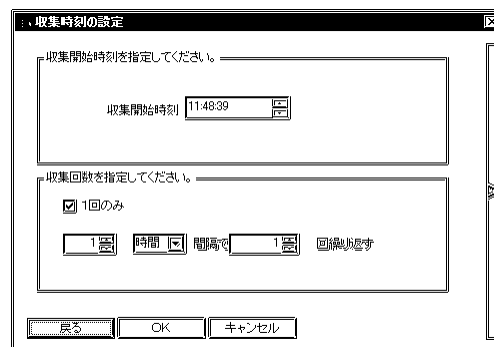 収集時刻の設定
収集開始時刻を指定してください。
収集開始時刻 11:48:39
収集回数を指定してください。
1回のみ
1 時間 間隔で 1 回繰り返す
戻る OK キャンセル